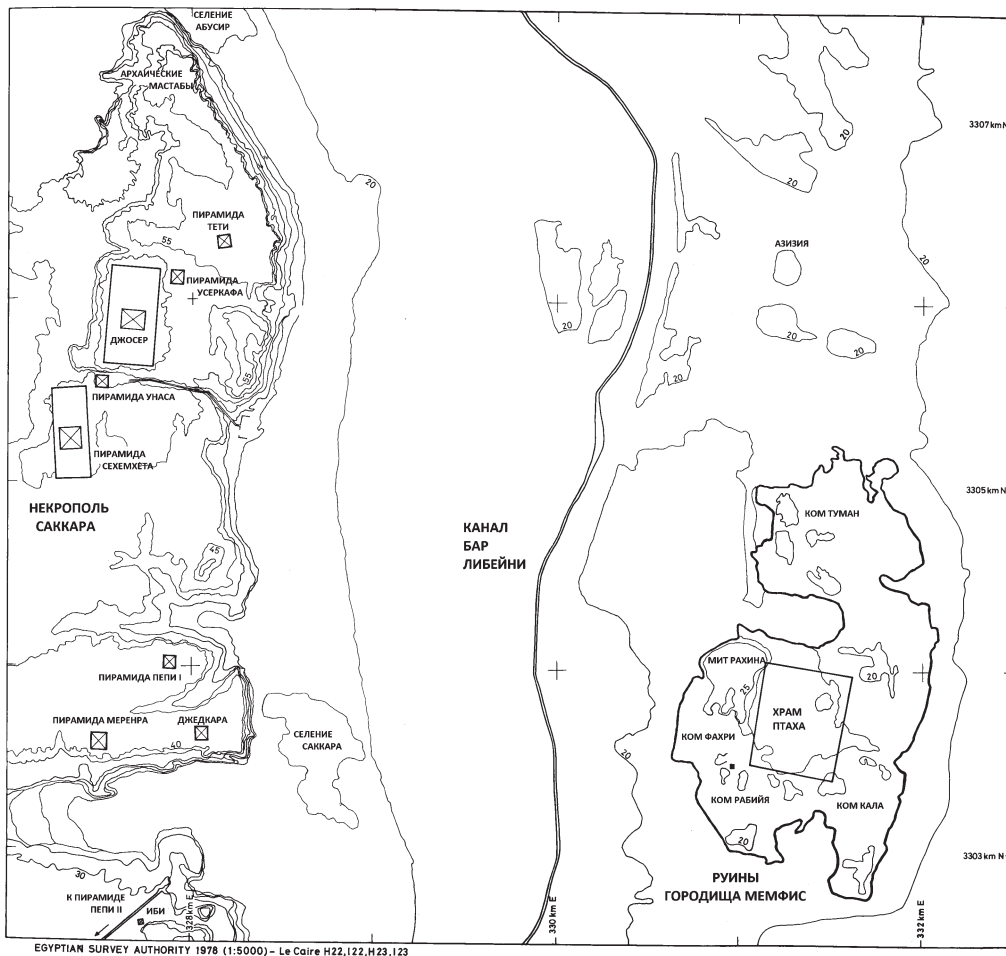 СЕЛЕНИЕ
АБУСИР
АРХАИЧЕСКИЕ
МАСТАБЫ
3307 km N
20
20
20
ПИРАМИДА
ТЕТИ
55
АЗИЗИЯ
20
ПИРАМИДА
УСЕРКАФА
ДЖОСЕР
20
20
20
55
20
ПИРАМИДА УНАСА
ПИРАМИДА
СЕХЕМХЕТА
3305 km N
НЕКРОПОЛЬ
САККАРА
КОМ ТУМАН
КАНАЛ
БАР
ЛИБЕЙНИ
45
МИТ РАХИНА
ПИРАМИДА ПЕПИ I
20
25
ПИРАМИДА МЕРЕНРА
ДЖЕДКАРА
ХРАМ
ПТАХА
СЕЛЕНИЕ
САККАРА
КОМ ФАХРИ
40
20
КОМ РАБИЙЯ
КОМ КАЛА
20
3303 km N
30
РУИНЫ
ГОРОДИЩА МЕМФИС
К ПИРАМИДЕ
ПЕПИ II
ИБИ
328 km E
330 km E
332 km E
EGYPTIAN SURVEY AUTHORITY 1978 (1:5000) – Le Caire H22,122,H23,123